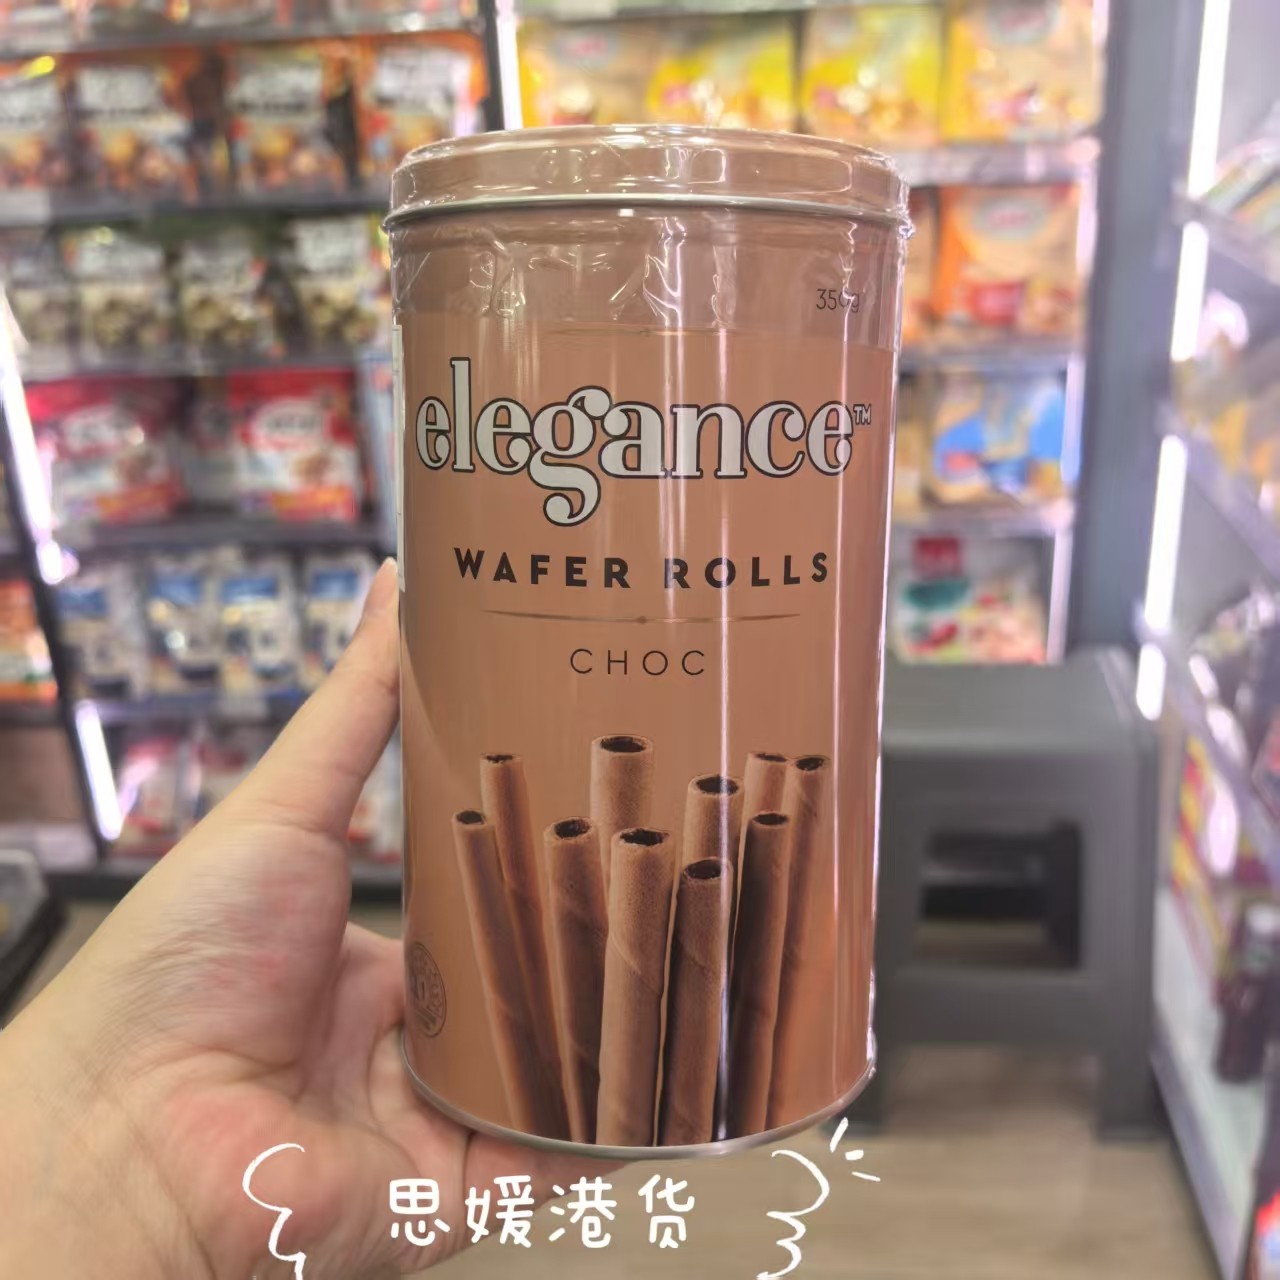 350g
elegance™
WAFER ROLLS
CHOC
思媛港货